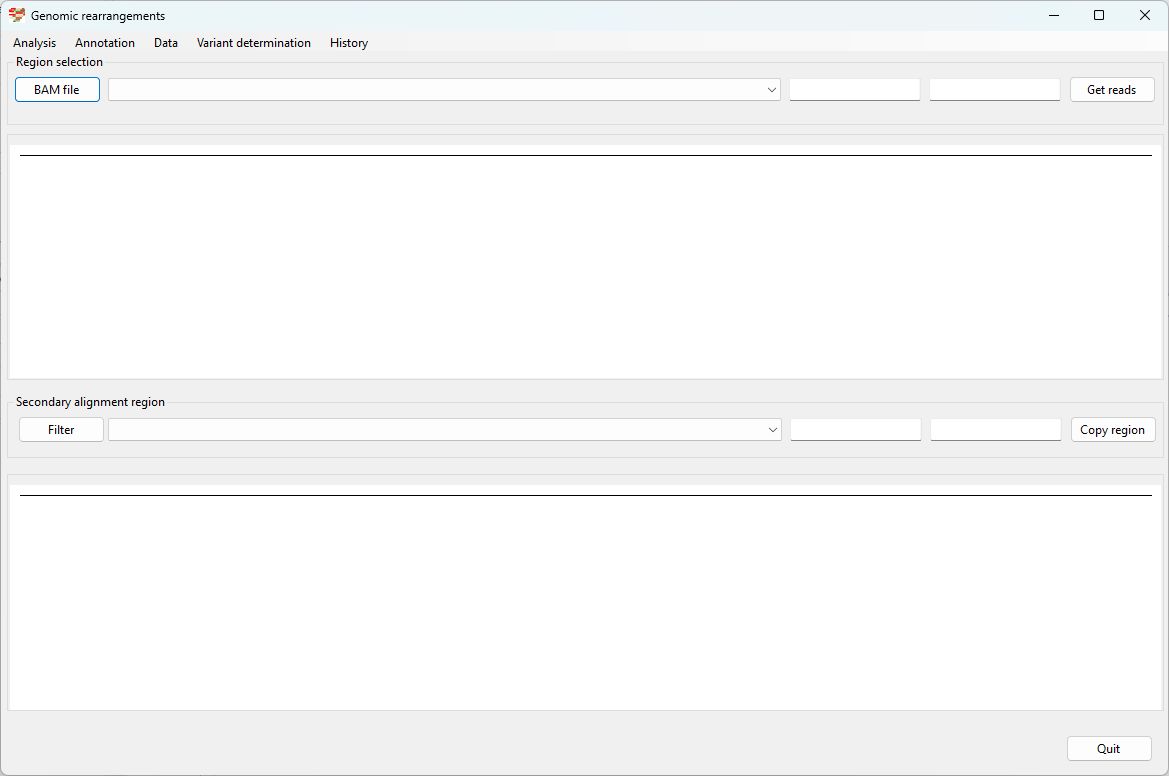 Genomic rearrangements
Analysis Annotation Data Variant determination History
Region selection
BAM file Get reads
Secondary alignment region
Filter Copy region
Quit